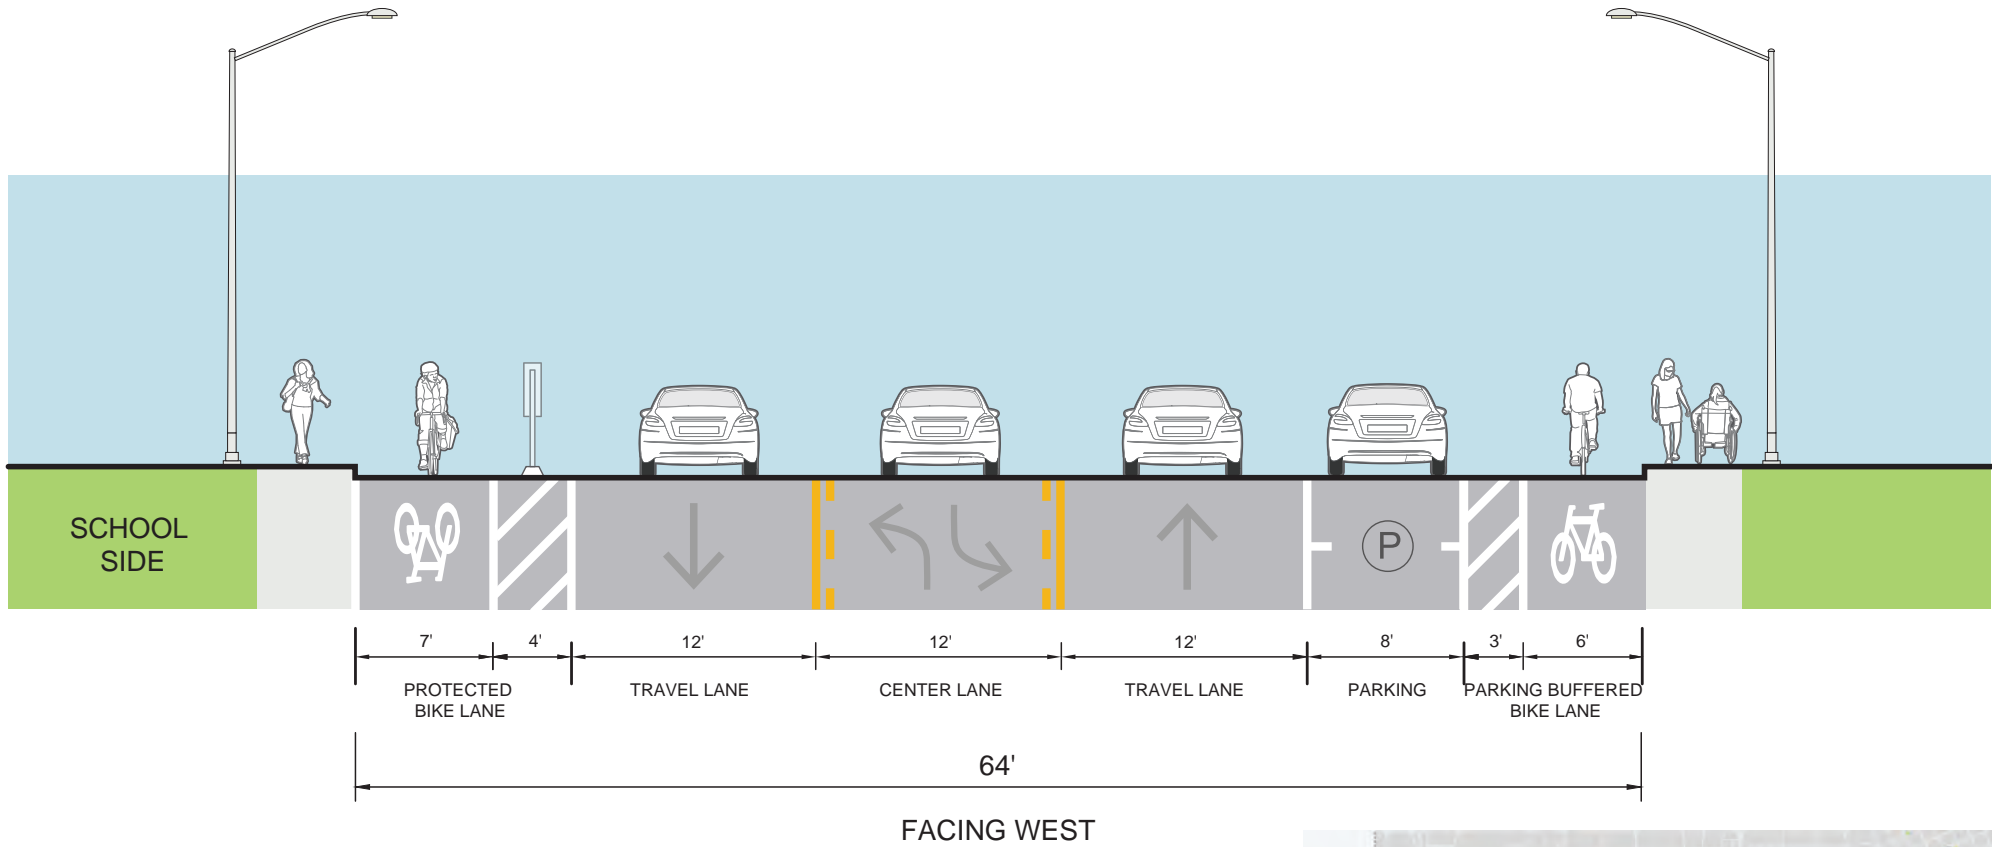 SCHOOL
SIDE
P
7'
4'
12'
12'
12'
8'
3'
6'
PROTECTED
BIKE LANE
TRAVEL LANE
CENTER LANE
TRAVEL LANE
PARKING
PARKING BUFFERED
BIKE LANE
64'
FACING WEST